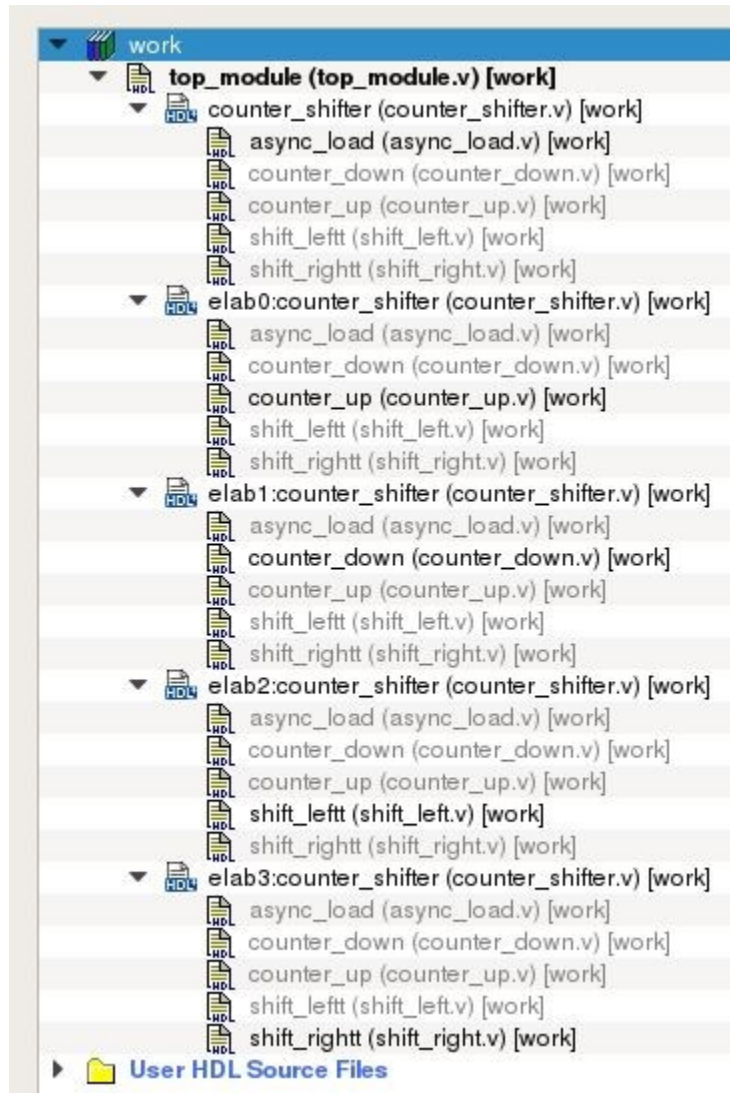 work
top_module (top_module.v) [work]
counter_shifter (counter_shifter.v) [work]
async_load (async_load.v) [work]
counter_down (counter_down.v) [work]
counter_up (counter_up.v) [work]
shift_leftt (shift_left.v) [work]
shift_rightt (shift_right.v) [work]
elab0:counter_shifter (counter_shifter.v) [work]
async_load (async_load.v) [work]
counter_down (counter_down.v) [work]
counter_up (counter_up.v) [work]
shift_leftt (shift_left.v) [work]
shift_rightt (shift_right.v) [work]
elab1:counter_shifter (counter_shifter.v) [work]
async_load (async_load.v) [work]
counter_down (counter_down.v) [work]
counter_up (counter_up.v) [work]
shift_leftt (shift_left.v) [work]
shift_rightt (shift_right.v) [work]
elab2:counter_shifter (counter_shifter.v) [work]
async_load (async_load.v) [work]
counter_down (counter_down.v) [work]
counter_up (counter_up.v) [work]
shift_leftt (shift_left.v) [work]
shift_rightt (shift_right.v) [work]
elab3:counter_shifter (counter_shifter.v) [work]
async_load (async_load.v) [work]
counter_down (counter_down.v) [work]
counter_up (counter_up.v) [work]
shift_leftt (shift_left.v) [work]
shift_rightt (shift_right.v) [work]
User HDL Source Files